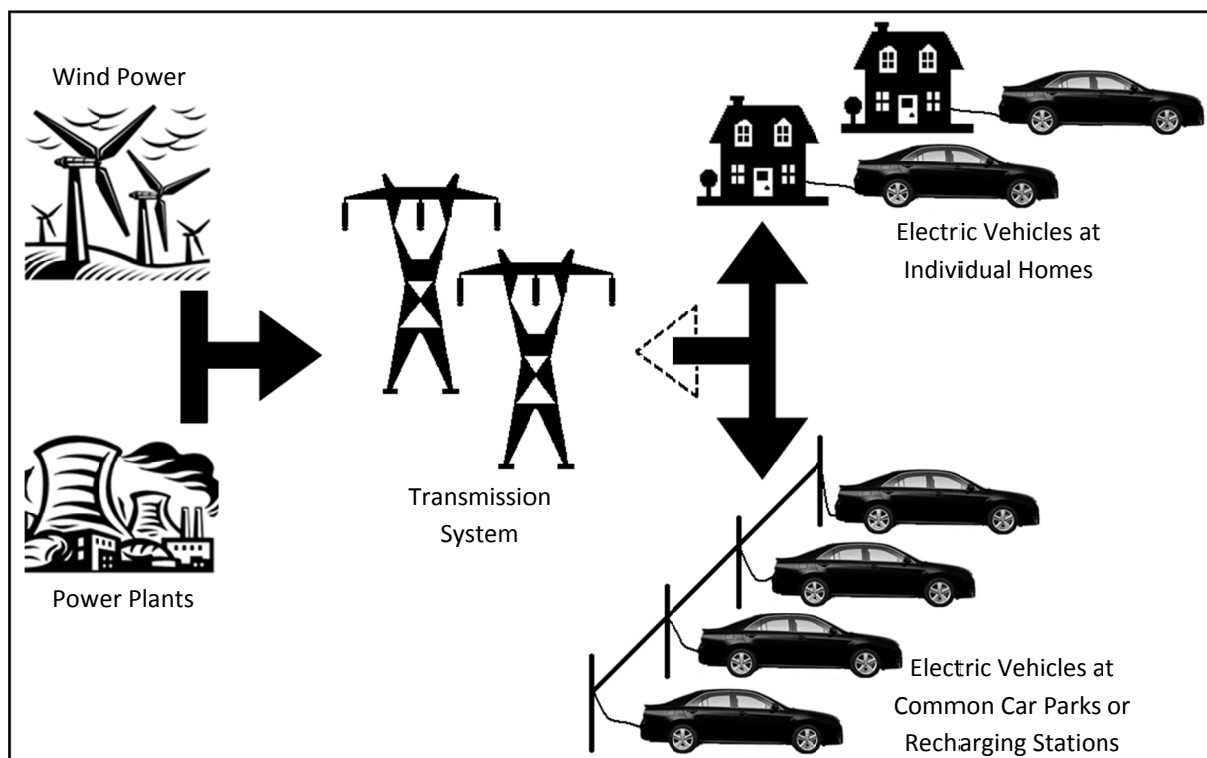 Wind Power
Power Plants
Transmission
System
Electric Vehicles at
Individual Homes
Electric Vehicles at
Common Car Parks or
Recharging Stations